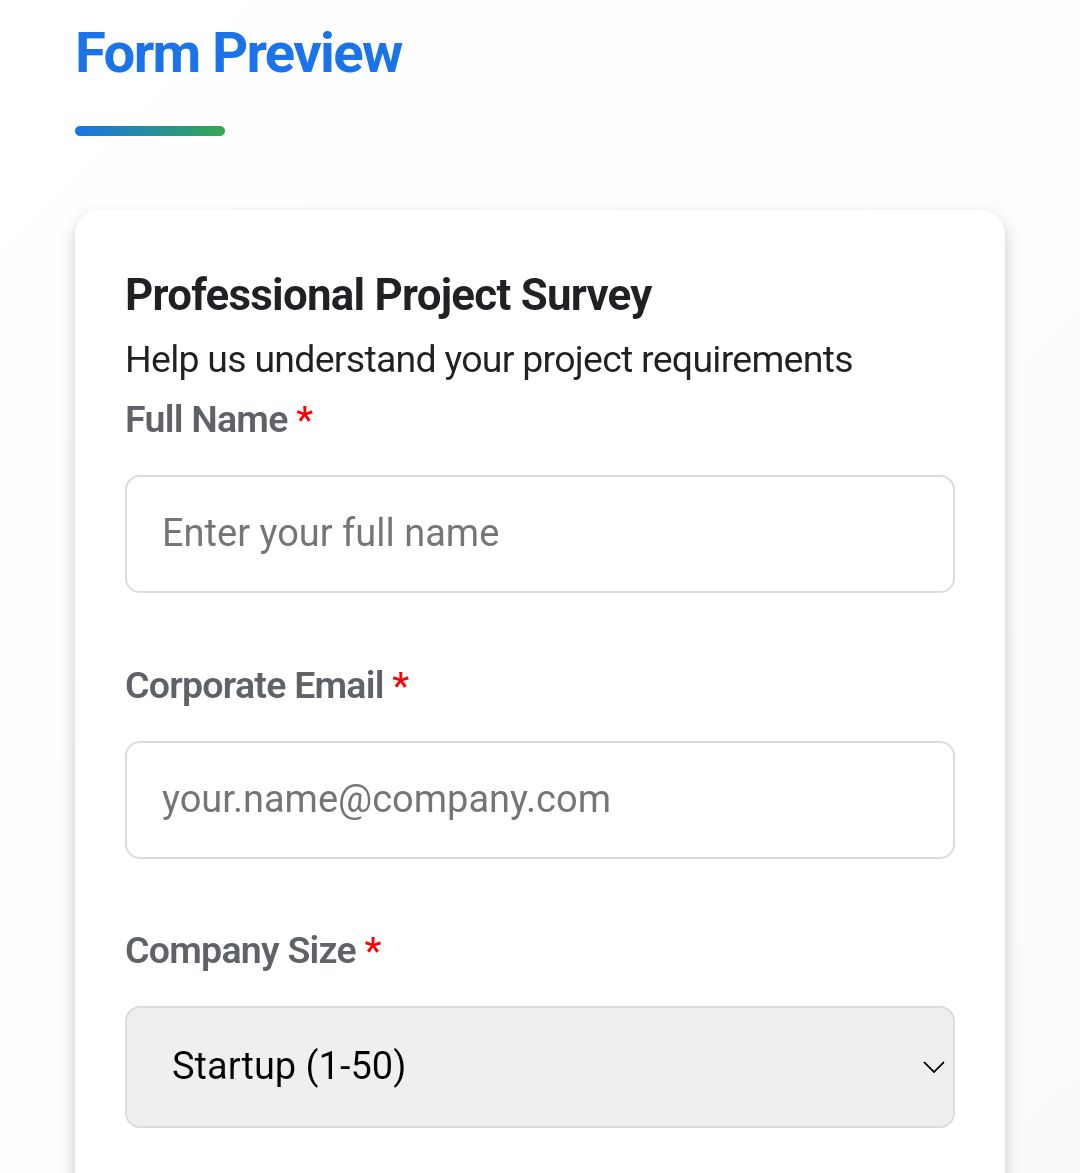 Form Preview
Professional Project Survey
Help us understand your project requirements
Full Name *
Enter your full name
Corporate Email *
your.name@company.com
Company Size *
Startup (1-50)